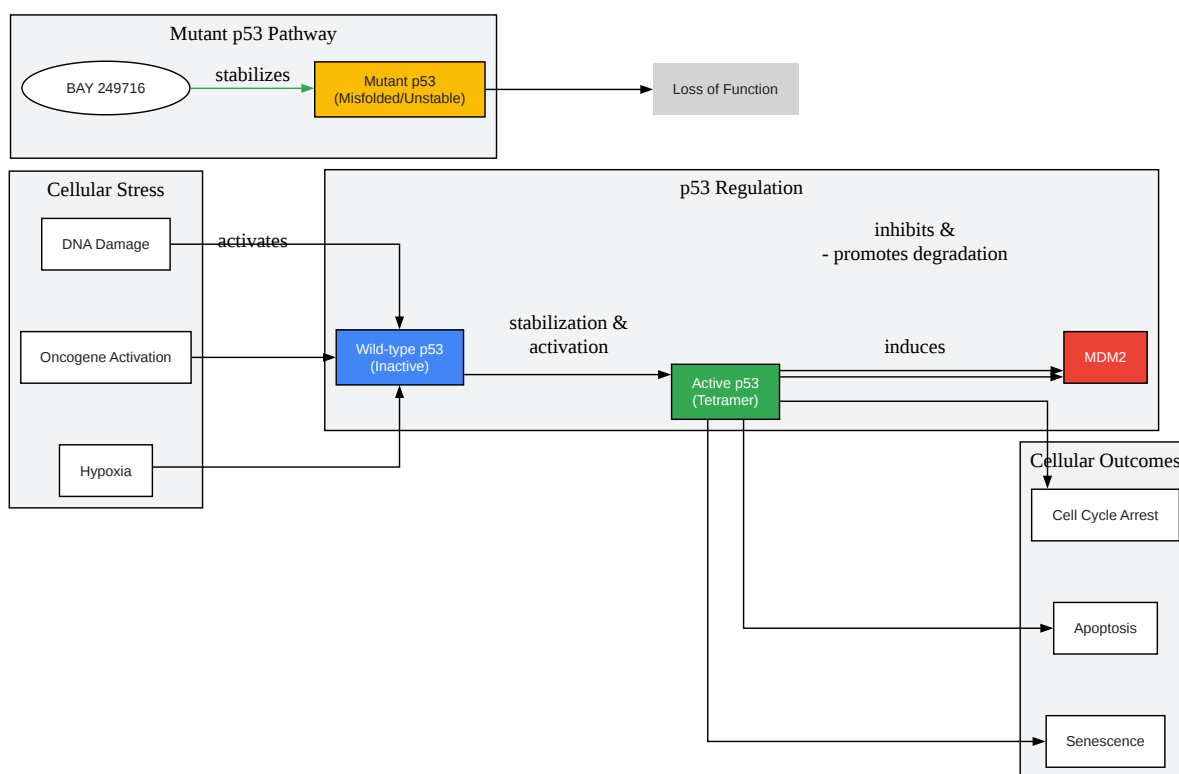 Mutant p53 Pathway
BAY 249716
stabilizes
Mutant p53
(Misfolded/Unstable)
Loss of Function
Cellular Stress
DNA Damage
activates
Oncogene Activation
Hypoxia
p53 Regulation
inhibits &
- promotes degradation
Wild-type p53
(Inactive)
stabilization &
activation
Active p53
(Tetramer)
induces
MDM2
Cellular Outcomes
Cell Cycle Arrest
Apoptosis
Senescence